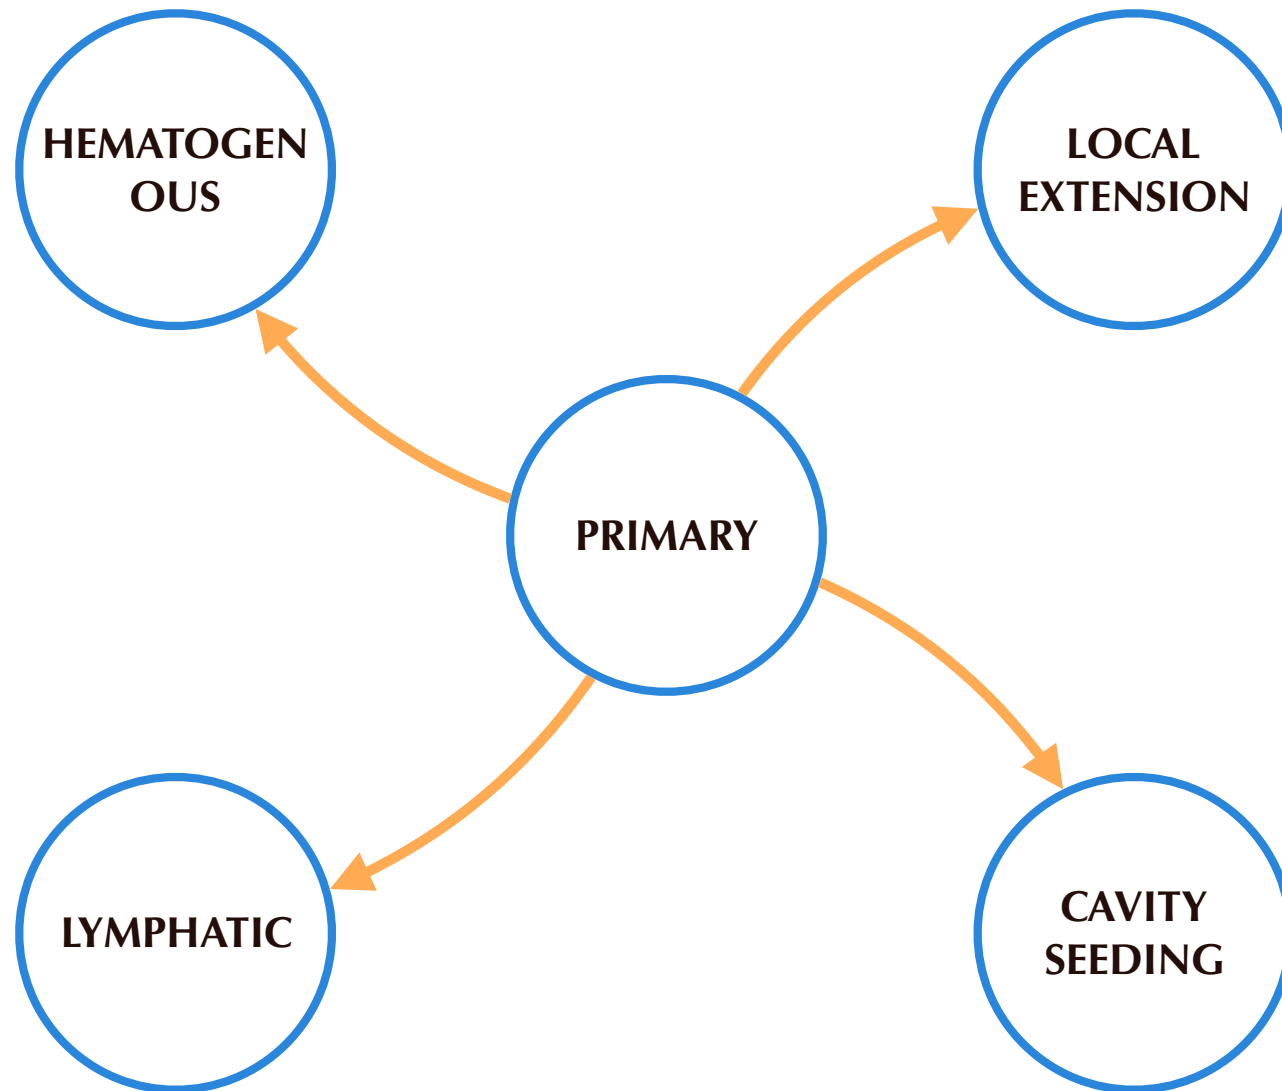 HEMATOGEN
OUS
LOCAL
EXTENSION
PRIMARY
LYMPHATIC
CAVITY
SEEDING